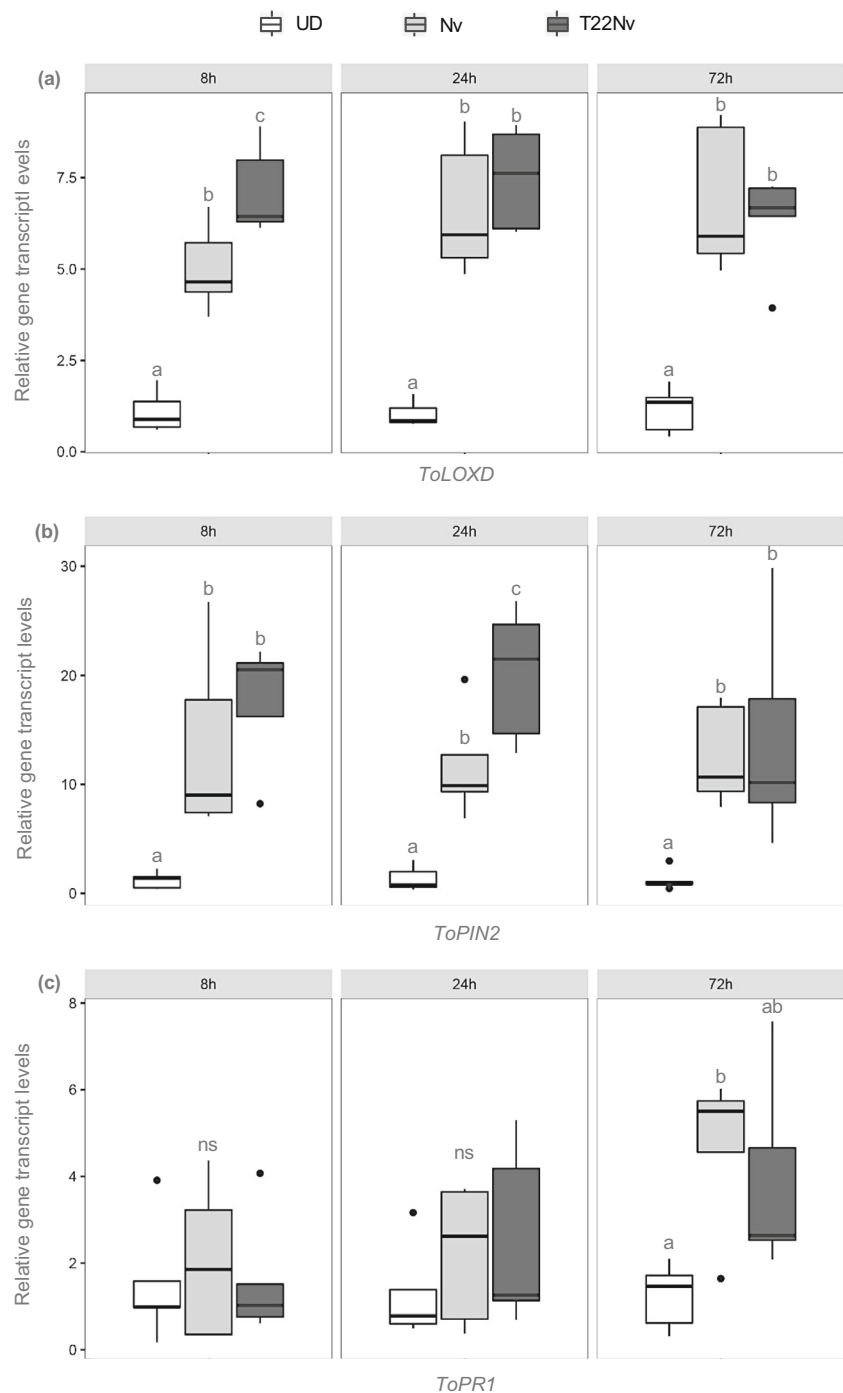 UD Nv T22Nv
(a) 8h 24h 72h
Relative gene transcriptl evels
7.5
5.0
2.5
0.0
a b c
a b b
a b b
ToLOXD
(b) 8h 24h 72h
Relative gene transcript levels
30
20
10
0
a b b
a b c
a b b
ToPIN2
(c) 8h 24h 72h
Relative gene transcript levels
8
6
4
2
0
ns
ns
a b ab
ToPR1